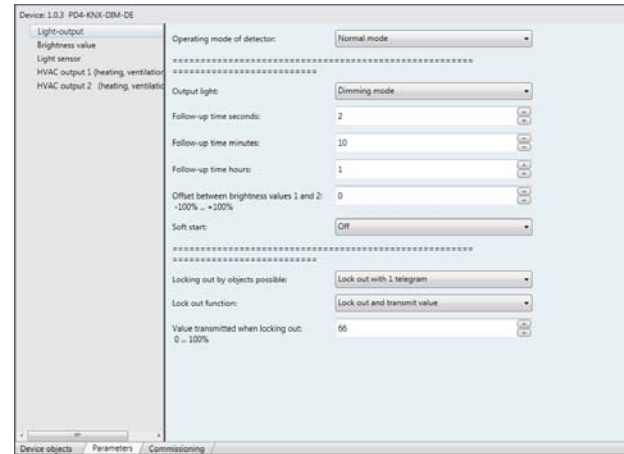 Device: 1.0.3 PD4-KNX-DIM-DE
Light-output
Brightness value
Light sensor
HVAC output 1 (heating, ventilation
HVAC output 2 (heating, ventilatio
Operating mode of detector: Normal mode
=====================================================
==========================
Output light: Dimming mode
Follow-up time seconds: 2
Follow-up time minutes: 10
Follow-up time hours: 1
Offset between brightness values 1 and 2: 0
-100% ... +100%
Soft start: Off
=====================================================
==========================
Locking out by objects possible: Lock out with 1 telegram
Lock out function: Lock out and transmit value
Value transmitted when locking out: 66
0 ... 100%
Device objects Parameters Commissioning